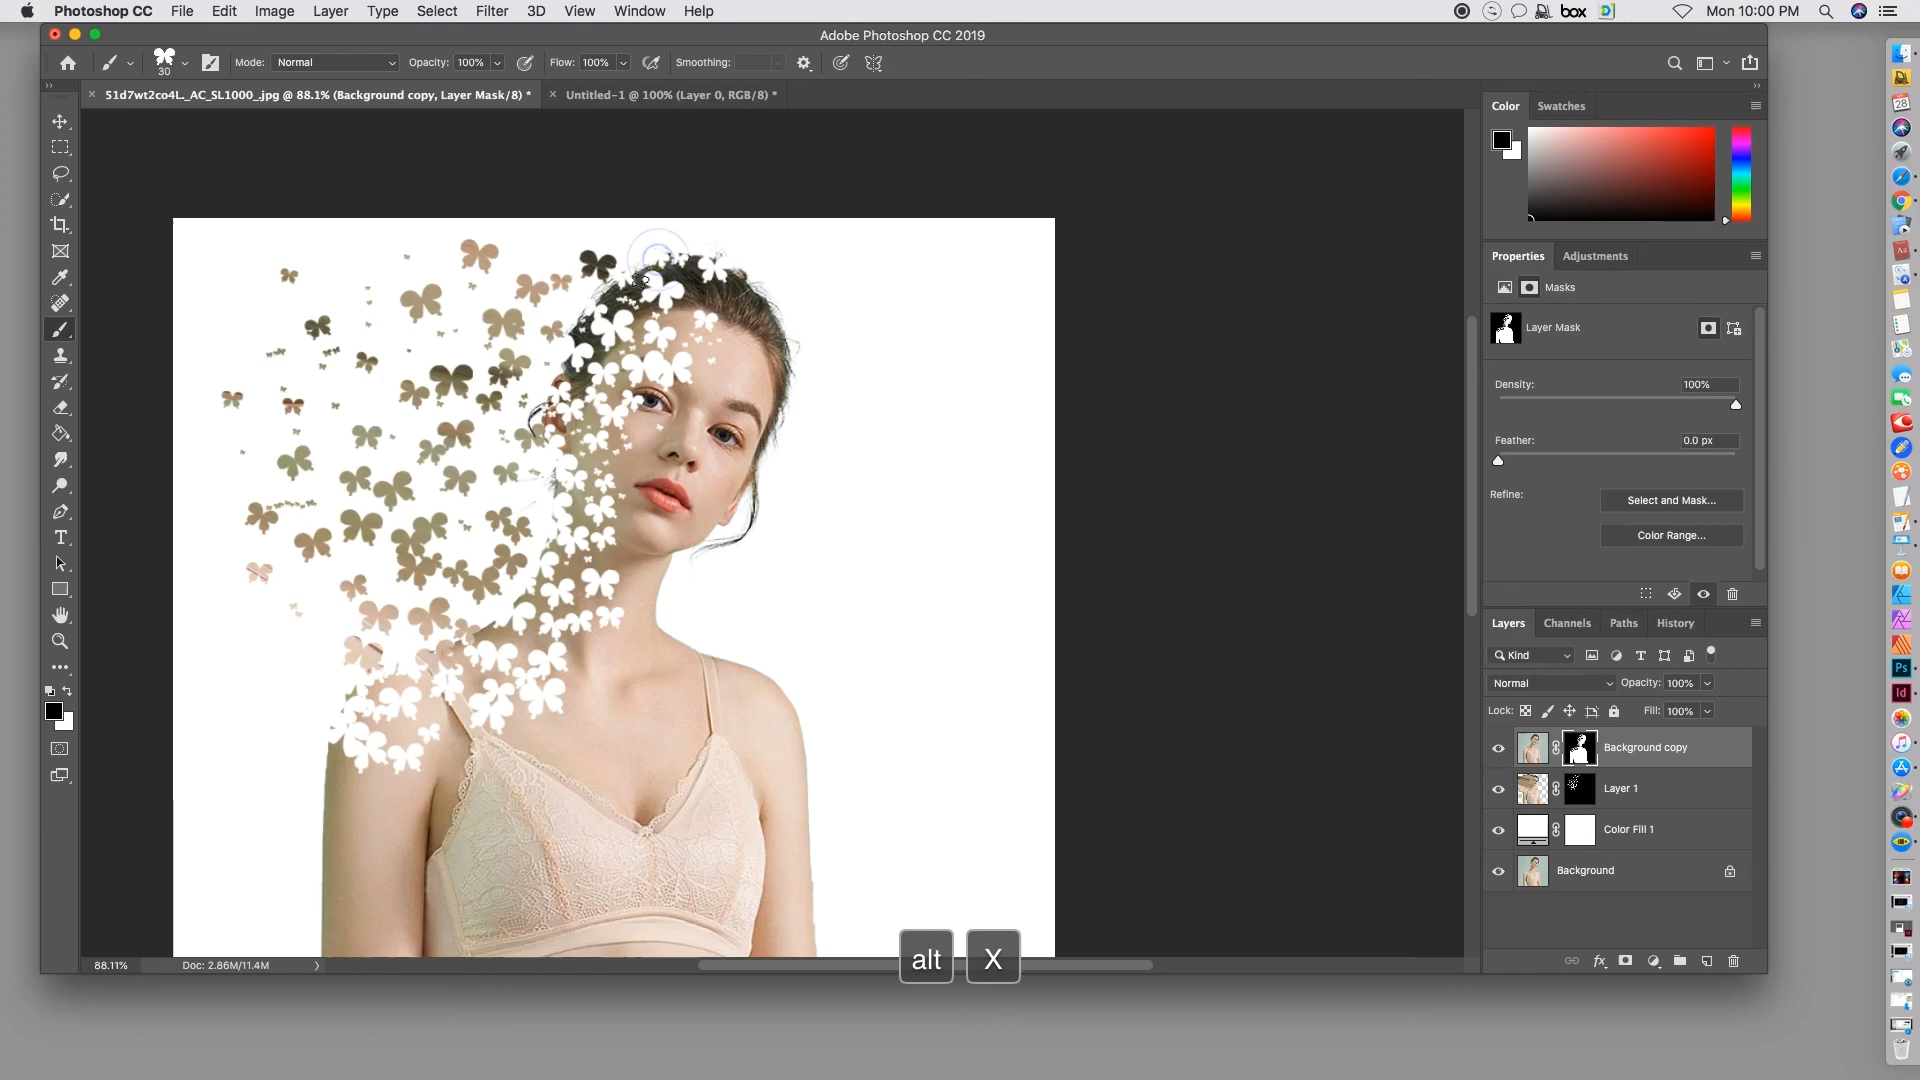 Photoshop CC File Edit Image Layer Type Select Filter 3D View Window Help box Mon 10:00 PM
Adobe Photoshop CC 2019
30 Mode: Normal Opacity: 100% Flow: 100% Smoothing:
51d7wt2co4L._AC_SL1000_.jpg @ 88.1% (Background copy, Layer Mask/8) * Untitled-1 @ 100% (Layer 0, RGB/8) *
Color Swatches
Properties Adjustments
Masks
Layer Mask
Density: 100%
Feather: 0.0 px
Refine: Select and Mask...
Color Range...
Layers Channels Paths History
Kind
Normal Opacity: 100%
Lock: Fill: 100%
Background copy
Layer 1
Color Fill 1
Background
alt X
88.11% Doc: 2.86M/11.4M
fx
28
Ps
Id